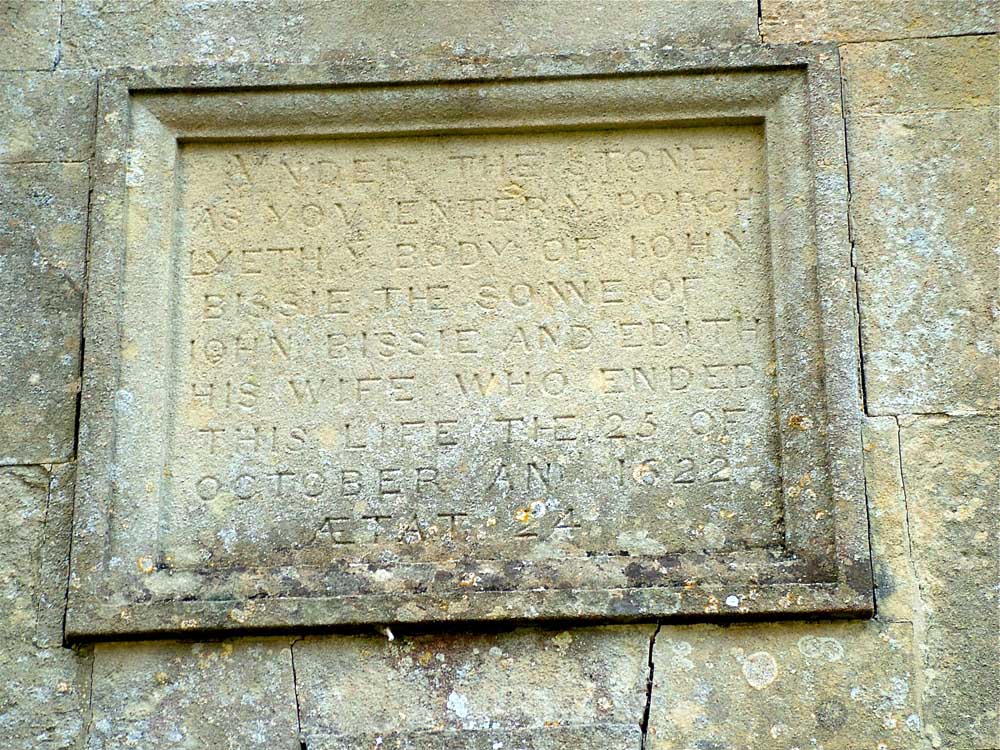 VNDER THE STONE
AS YOV ENTER Y PORCH
LYETH Y BODY OF IOHN
BISSIE THE SONNE OF
IOHN BISSIE AND EDITH
HIS WIFE WHO ENDED
THIS LIFE THE 25 OF
OCTOBER AN 1622
ÆTAT 24